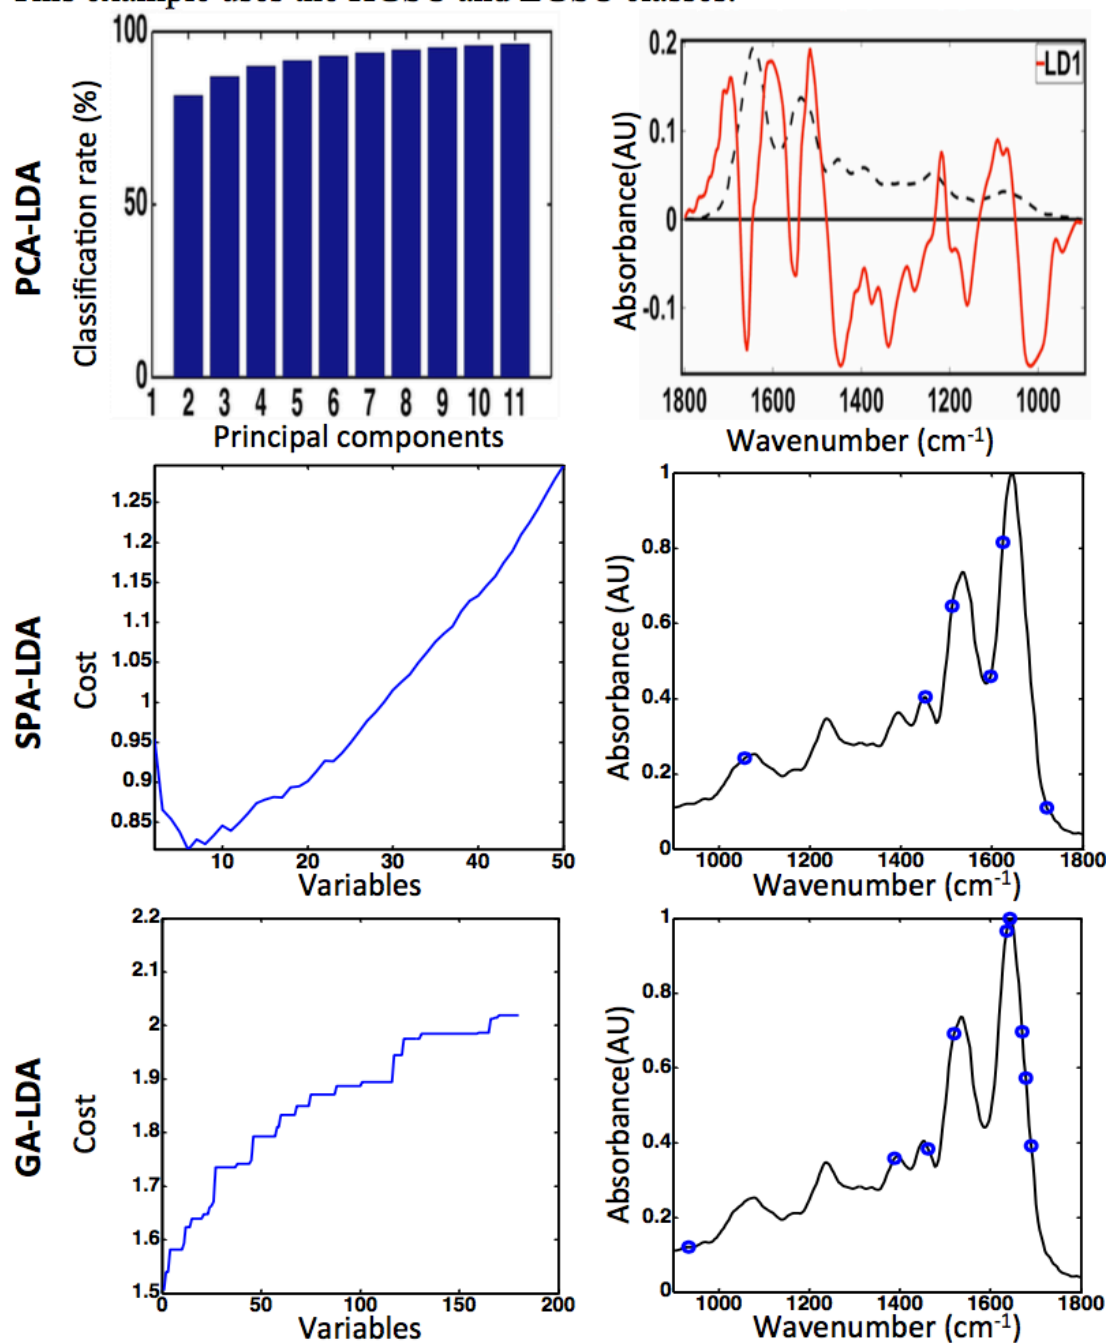 PCA-LDA
Classification rate (%)
100
50
0
1 2 3 4 5 6 7 8 9 10 11
Principal components
Absorbance(AU)
0.2
0.1
0
-0.1
LD1
1800 1600 1400 1200 1000
Wavenumber (cm-1)
SPA-LDA
Cost
1.25
1.2
1.15
1.1
1.05
1
0.95
0.9
0.85
10 20 30 40 50
Variables
Absorbance (AU)
1
0.8
0.6
0.4
0.2
0
1000 1200 1400 1600 1800
Wavenumber (cm-1)
GA-LDA
Cost
2.2
2.1
2
1.9
1.8
1.7
1.6
1.5
0 50 100 150 200
Variables
Absorbance(AU)
1
0.8
0.6
0.4
0.2
0
1000 1200 1400 1600 1800
Wavenumber (cm-1)